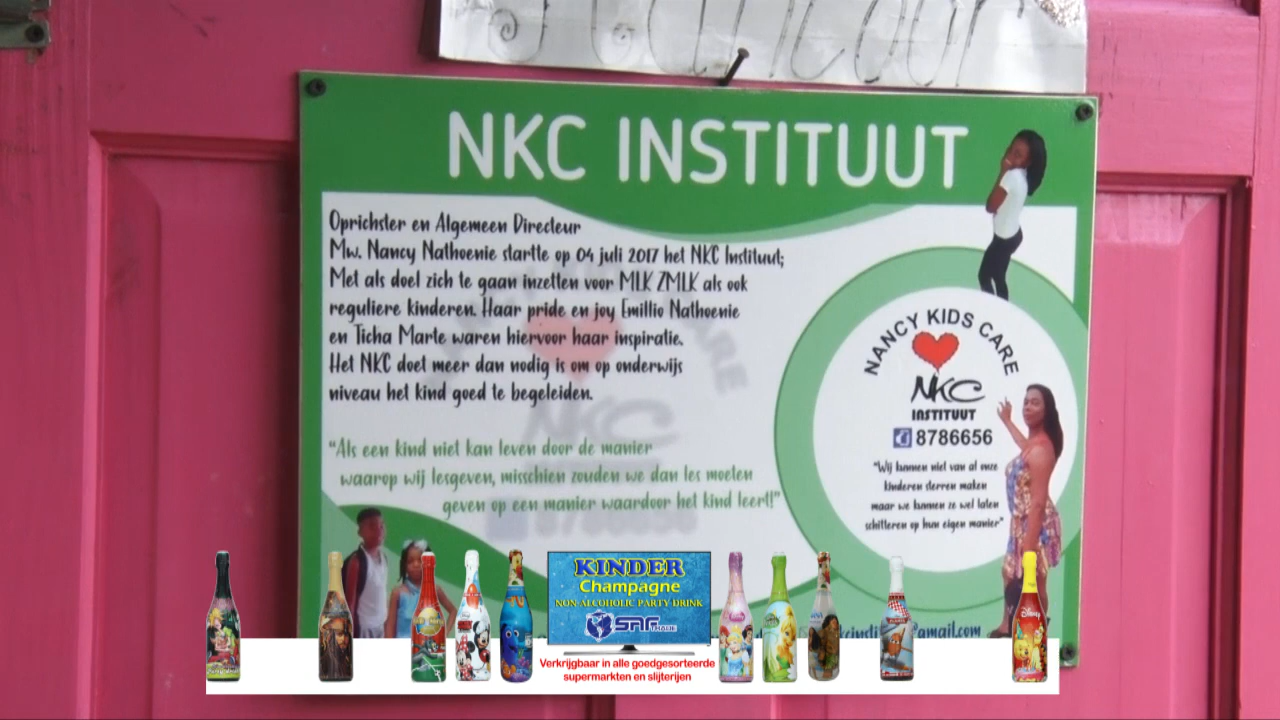 NKC INSTITUUT
Oprichster en Algemeen Directeur
Mw. Nancy Nathoenie startte op 04 juli 2017 het NKC Instituut;
Met als doel zich te gaan inzetten voor MLK ZMLK als ook
reguliere kinderen. Haar pride en joy Emillio Nathoenie
en Ticha Marte waren hiervoor haar inspiratie.
Het NKC doet meer dan nodig is om op onderwijs
niveau het kind goed te begeleiden.
"Als een kind niet kan leven door de manier
waarop wij lesgeven, misschien zouden we dan les moeten
geven op een manier waardoor het kind leert!"
NANCY KIDS CARE
NKC
INSTITUUT
8786656
"Wij kunnen niet van al onze
kinderen sterren maken
maar we kunnen ze wel laten
schitteren op hun eigen manier"
KINDER
Champagne
NON-ALCOHOLIC PARTY DRINK
Verkrijgbaar in alle goedgesorteerde
supermarkten en slijterijen
Disney